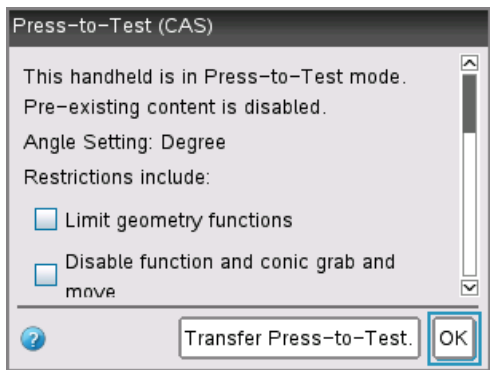 Press-to-Test (CAS)
This handheld is in Press-to-Test mode.
Pre-existing content is disabled.
Angle Setting: Degree
Restrictions include:
Limit geometry functions
Disable function and conic grab and
move
Transfer Press-to-Test. OK